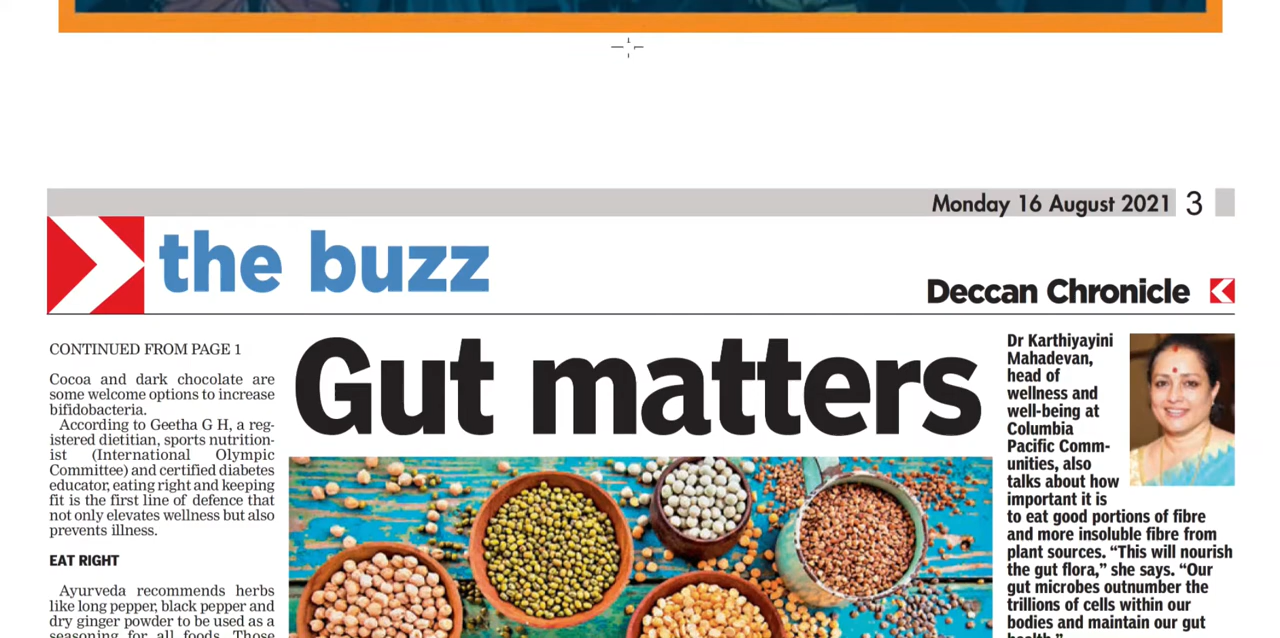 Monday 16 August 2021 3
the buzz
Deccan Chronicle
CONTINUED FROM PAGE 1
Cocoa and dark chocolate are
some welcome options to increase
bifidobacteria.
According to Geetha G H, a reg-
istered dietitian, sports nutrition-
ist (International Olympic
Committee) and certified diabetes
educator, eating right and keeping
fit is the first line of defence that
not only elevates wellness but also
prevents illness.
EAT RIGHT
Ayurveda recommends herbs
like long pepper, black pepper and
dry ginger powder to be used as a
seasoning for all foods. Those
Gut matters
Dr Karthiyayini
Mahadevan,
head of
wellness and
well-being at
Columbia
Pacific Comm-
unities, also
talks about how
important it is
to eat good portions of fibre
and more insoluble fibre from
plant sources. “This will nourish
the gut flora,” she says. “Our
gut microbes outnumber the
trillions of cells within our
bodies and maintain our gut
health.”